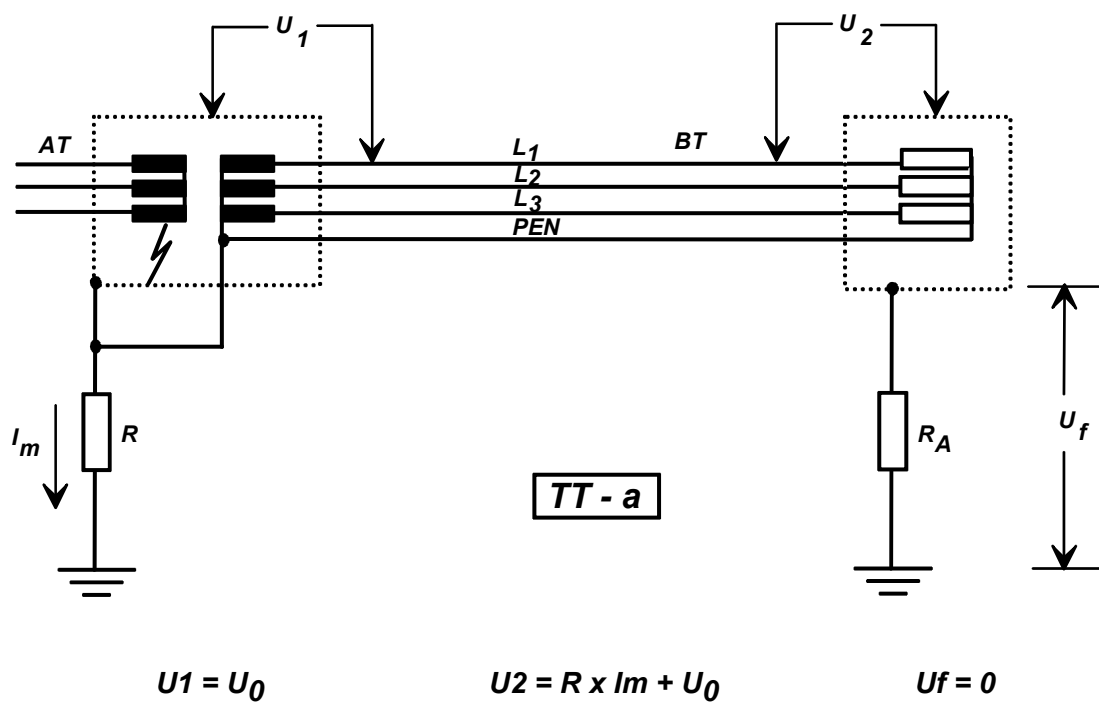 U1
U2
AT
L1
BT
L2
L3
PEN
Im
R
RA
Uf
TT - a
U1 = U0
U2 = R x Im + U0
Uf = 0